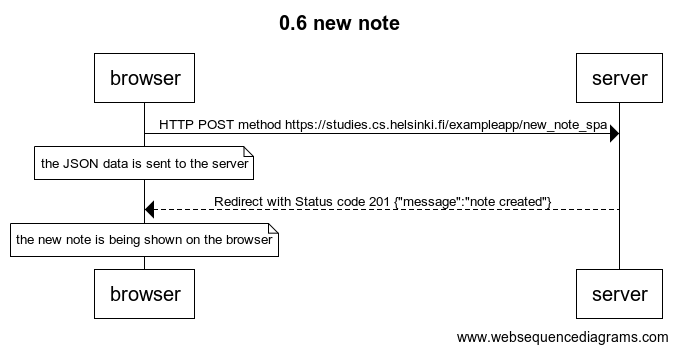 0.6 new note
browser
server
HTTP POST method https://studies.cs.helsinki.fi/exampleapp/new_note_spa
the JSON data is sent to the server
Redirect with Status code 201 {"message":"note created"}
the new note is being shown on the browser
browser
server
www.websequencediagrams.com